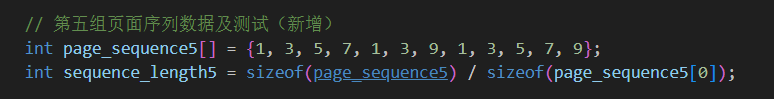 // 第五组页面序列数据及测试（新增）
int page_sequence5[] = {1, 3, 5, 7, 1, 3, 9, 1, 3, 5, 7, 9};
int sequence_length5 = sizeof(page_sequence5) / sizeof(page_sequence5[0]);